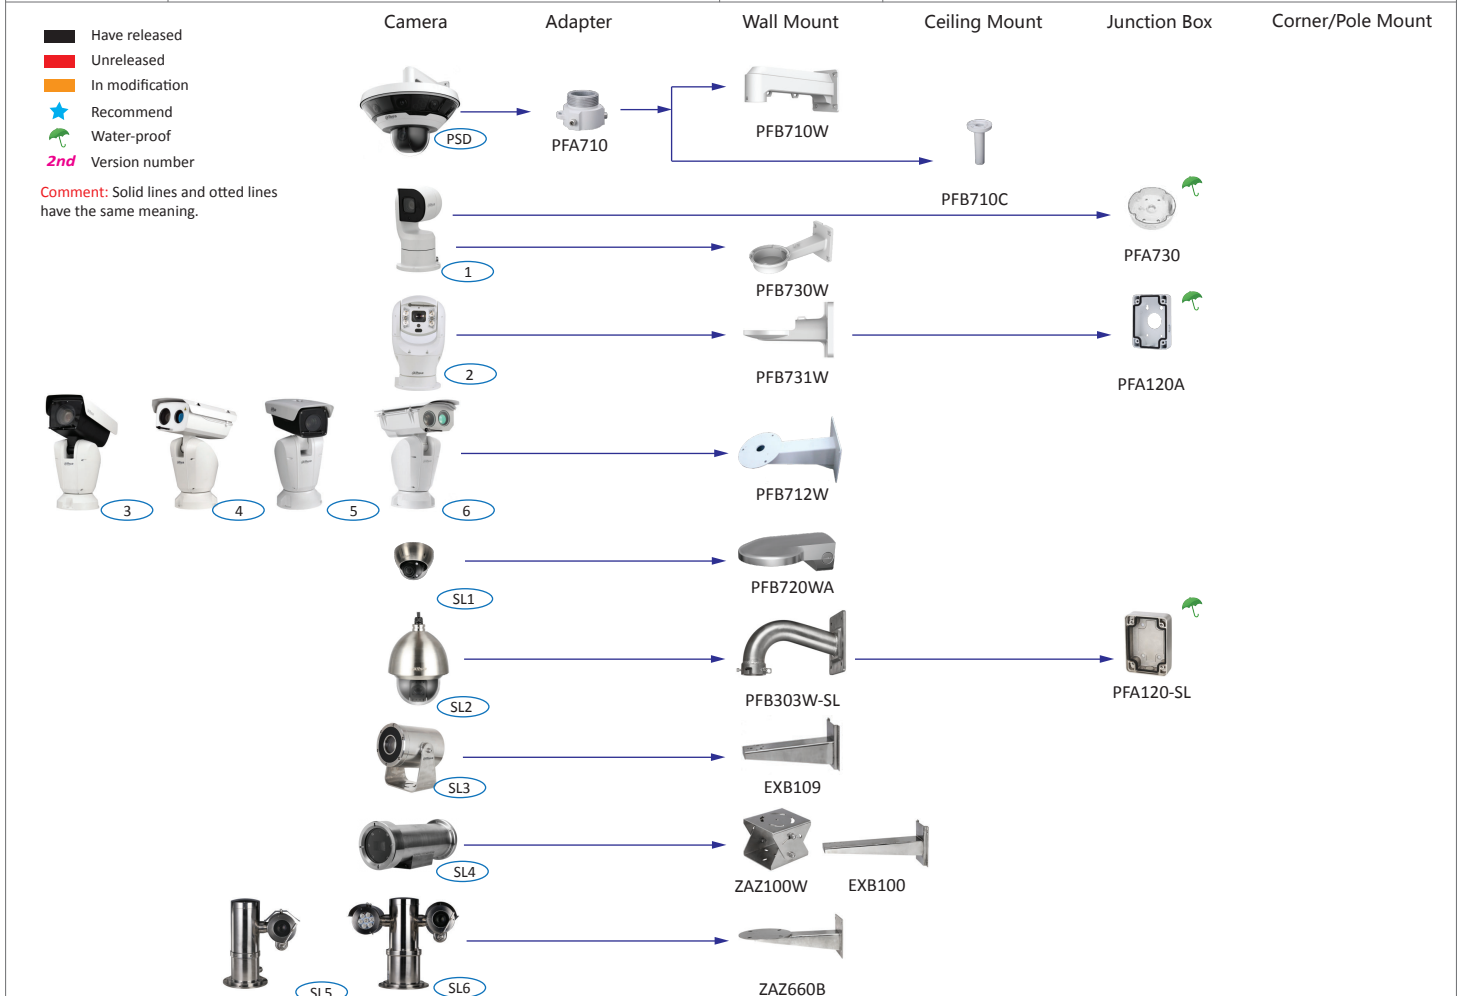 Camera
Adapter
Wall Mount
Ceiling Mount
Junction Box
Corner/Pole Mount
Have released
Unreleased
In modification
Recommend
Water-proof
2nd Version number
Comment: Solid lines and otted lines
have the same meaning.
PSD
PFA710
PFB710W
PFB710C
1
PFB730W
PFA730
2
PFB731W
PFA120A
3
4
5
6
PFB712W
SL1
PFB720WA
SL2
PFB303W-SL
PFA120-SL
SL3
EXB109
SL4
ZAZ100W
EXB100
SL5
SL6
ZAZ660B